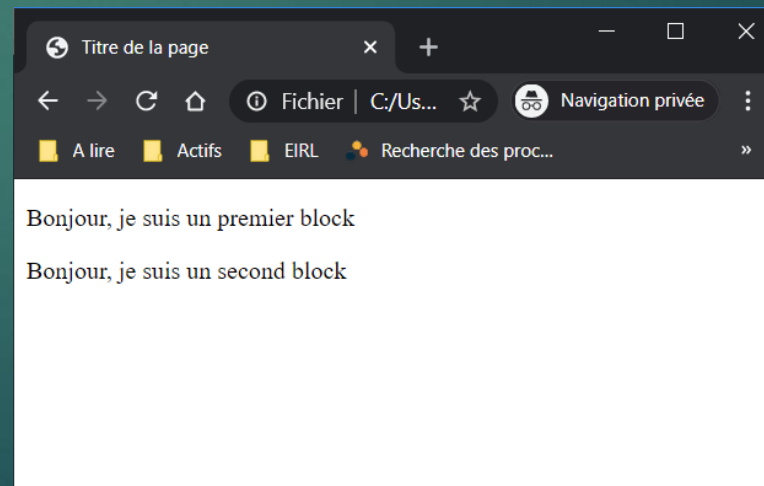 Titre de la page
Fichier | C:/Us... Navigation privée
A lire Actifs EIRL Recherche des proc... »
Bonjour, je suis un premier block
Bonjour, je suis un second block